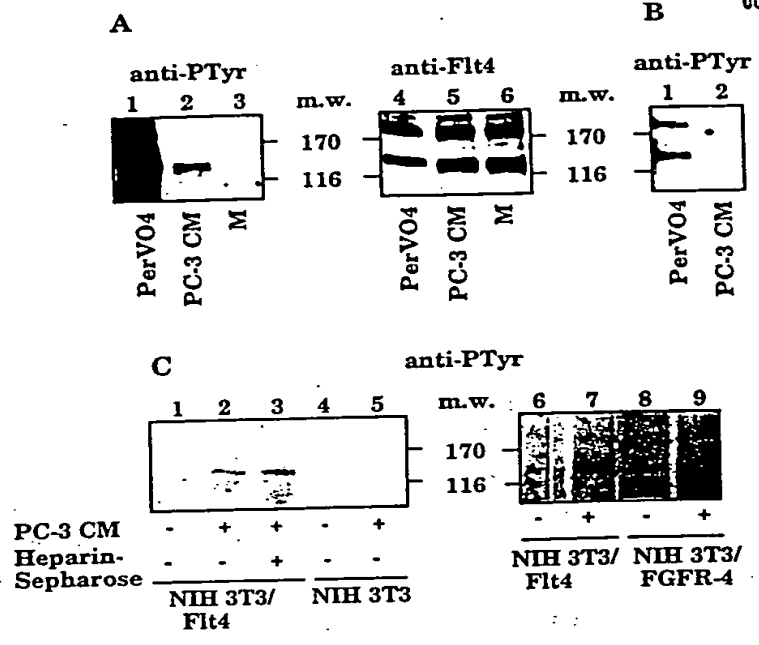 A
B
anti-PTyr
anti-Flt4
anti-PTyr
1 2 3 m.w. 4 5 6 m.w. 1 2
170
170
116
116
PerVO4
PC-3 CM
M
PerVO4
PC-3 CM
M
PerVO4
PC-3 CM
C
anti-PTyr
1 2 3 4 5 m.w. 6 7 8 9
170
116
PC-3 CM - + + - + - + - +
Heparin-
Sepharose - - + - -
NIH 3T3/
Flt4
NIH 3T3
NIH 3T3/
Flt4
NIH 3T3/
FGFR-4